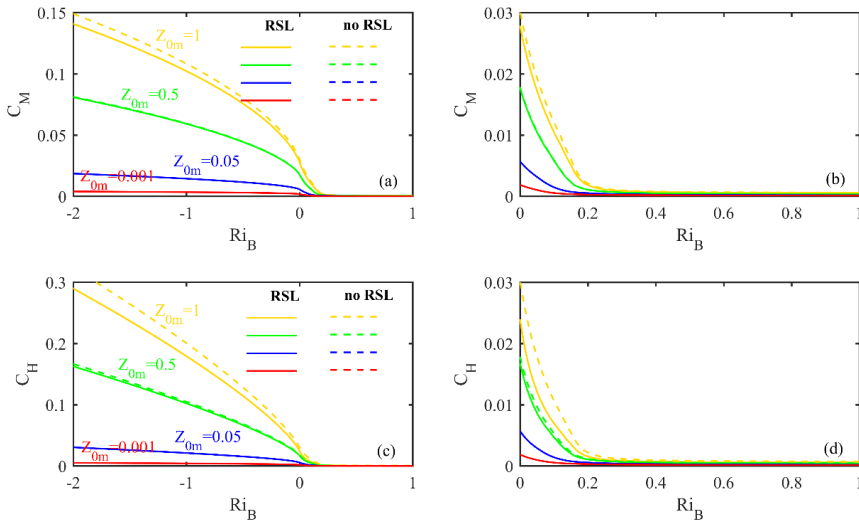 RSL no RSL
Z0m=1
Z0m=0.5
Z0m=0.05
Z0m=0.001
(a)
CM
0.15
0.1
0.05
0
-2 -1 0 1
RiB
(b)
CM
0.03
0.02
0.01
0
0 0.2 0.4 0.6 0.8 1
RiB
RSL no RSL
Z0m=1
Z0m=0.5
Z0m=0.05
Z0m=0.001
(c)
CH
0.3
0.2
0.1
0
-2 -1 0 1
RiB
(d)
CH
0.03
0.02
0.01
0
0 0.2 0.4 0.6 0.8 1
RiB